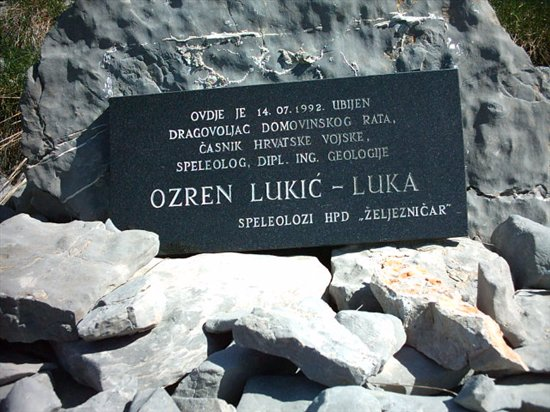 OVDJE JE 14.07.1992. UBIJEN
DRAGOVOLJAC DOMOVINSKOG RATA,
ČASNIK HRVATSKE VOJSKE,
SPELEOLOG, DIPL. ING. GEOLOGIJE
OZREN LUKIĆ – LUKA
SPELEOLOZI HPD „ŽELJEZNIČAR"